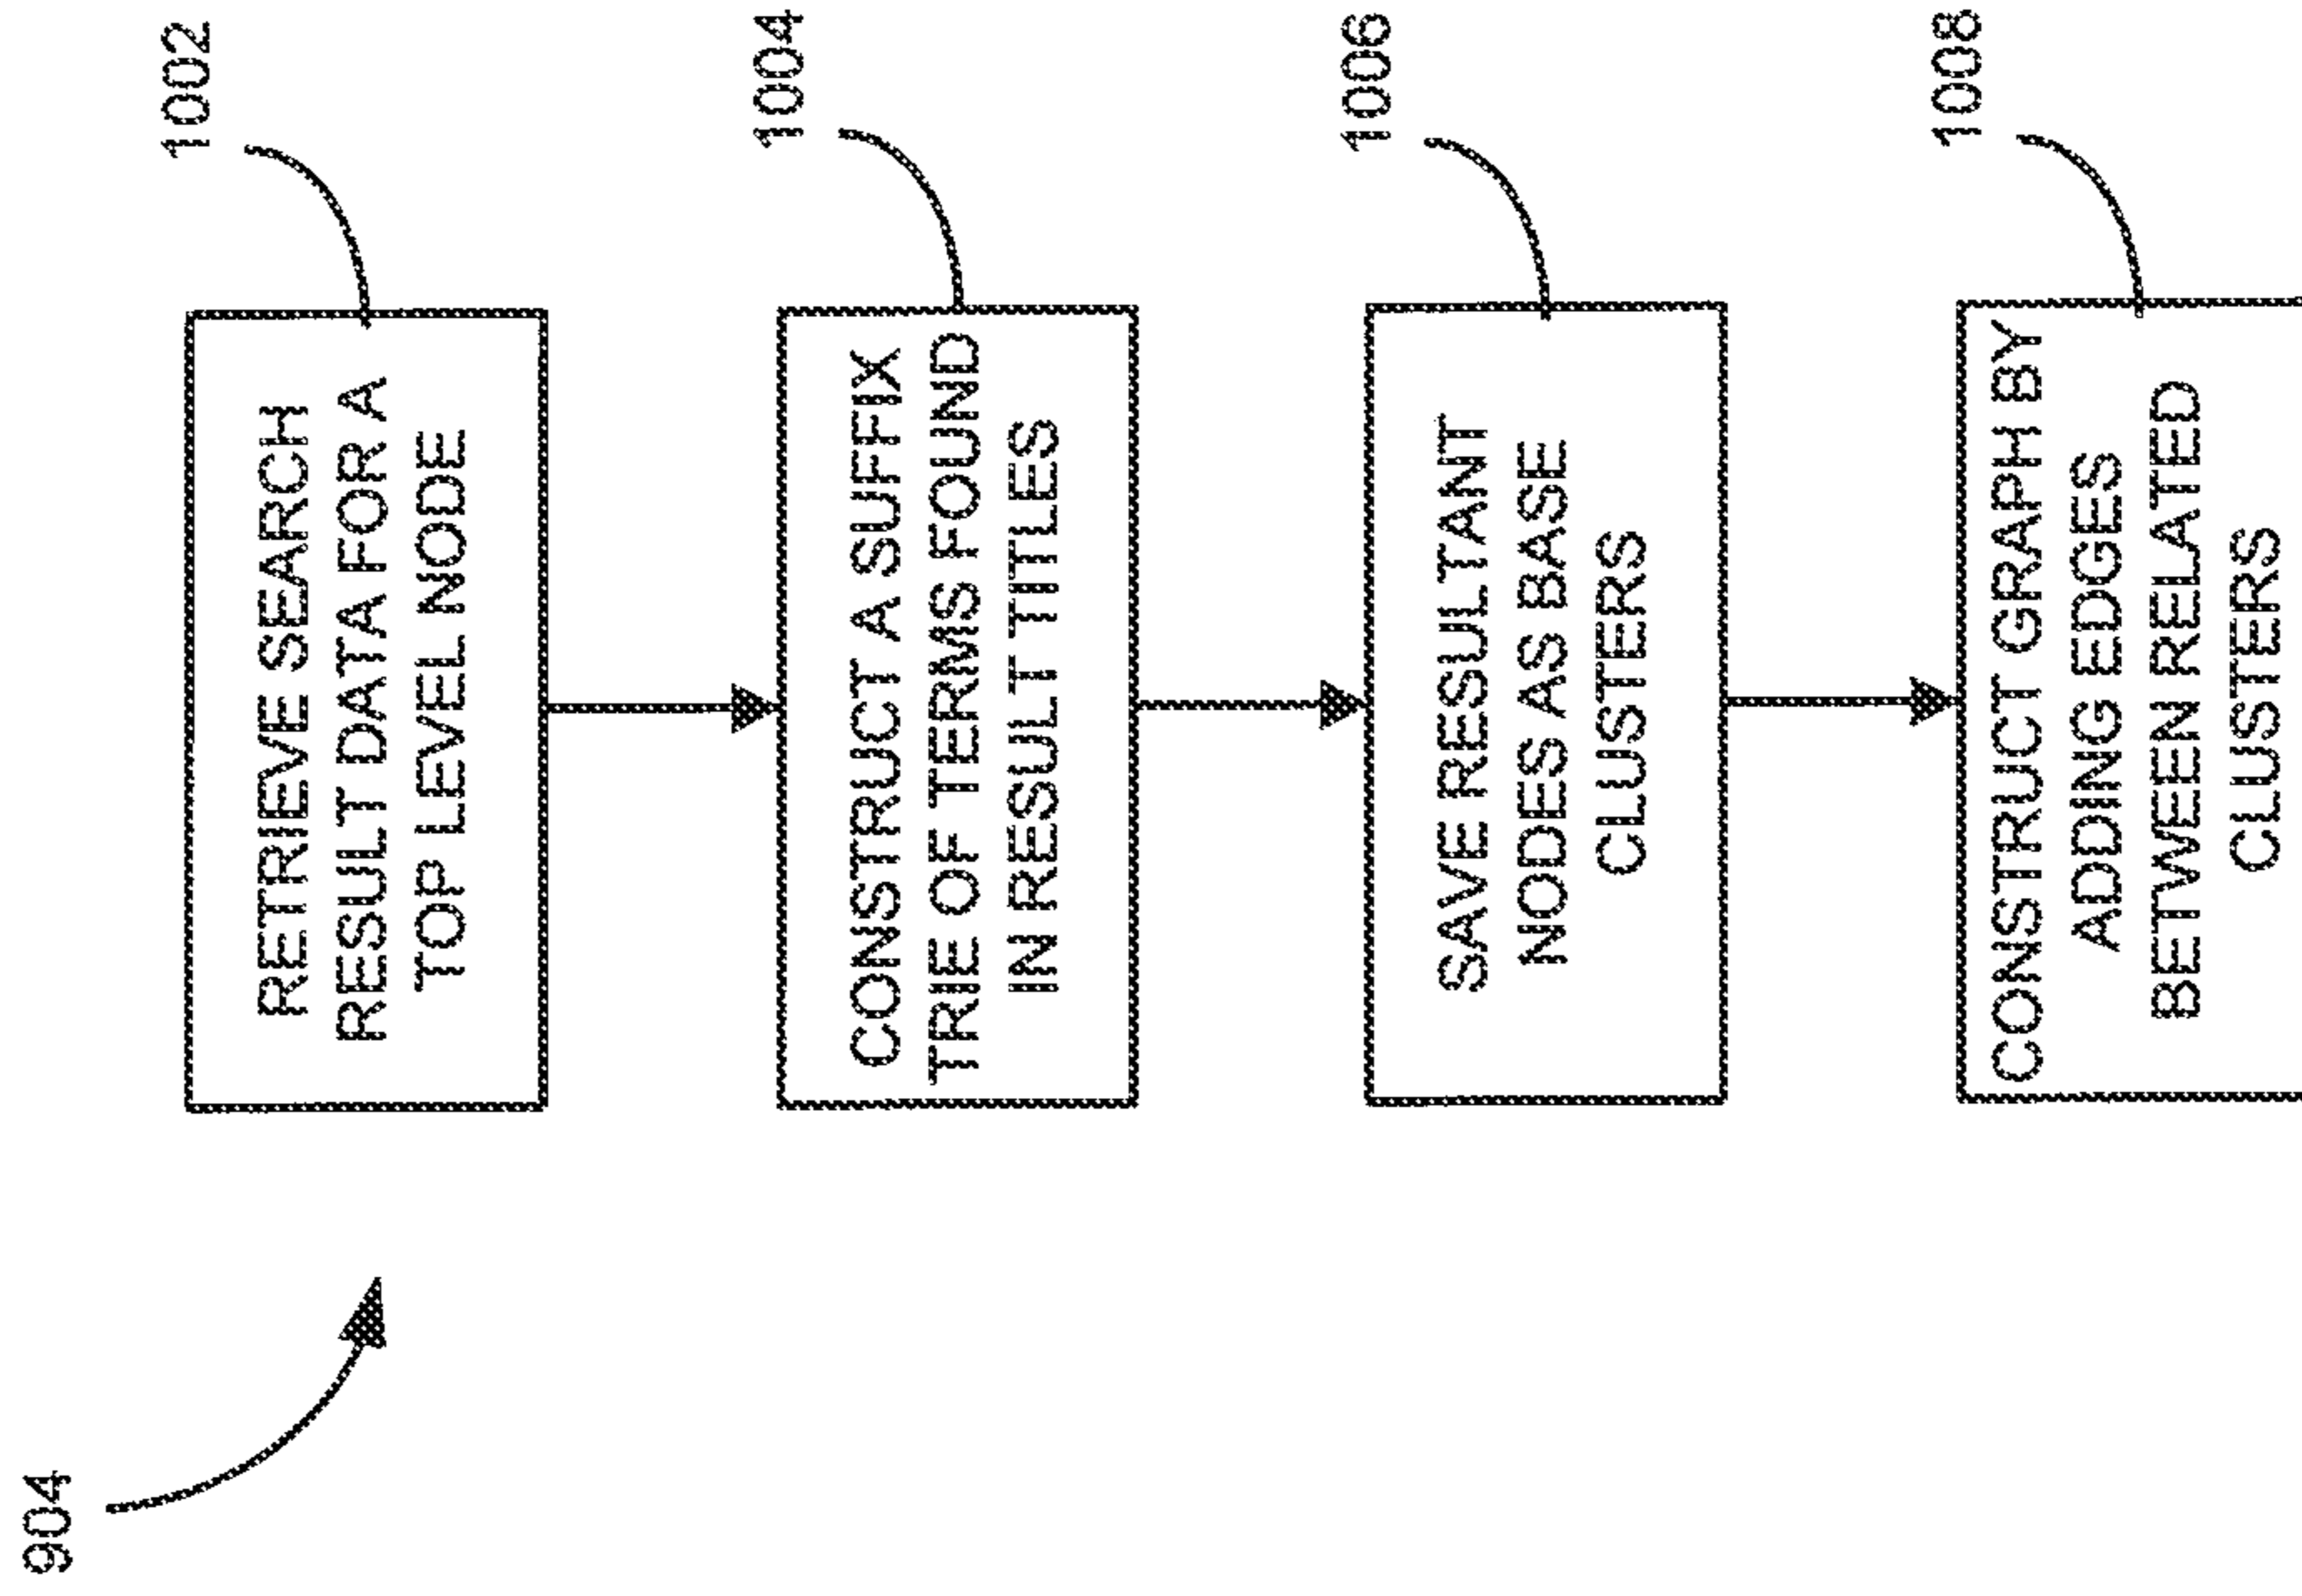 904
1002
RETRIEVE SEARCH
RESULT DATA FOR A
TOP LEVEL NODE
1004
CONSTRUCT A SUFFIX
TRIE OF TERMS FOUND
IN RESULT TITLES
1006
SAVE RESULTANT
NODES AS BASE
CLUSTERS
1008
CONSTRUCT GRAPH BY
ADDING EDGES
BETWEEN RELATED
CLUSTERS